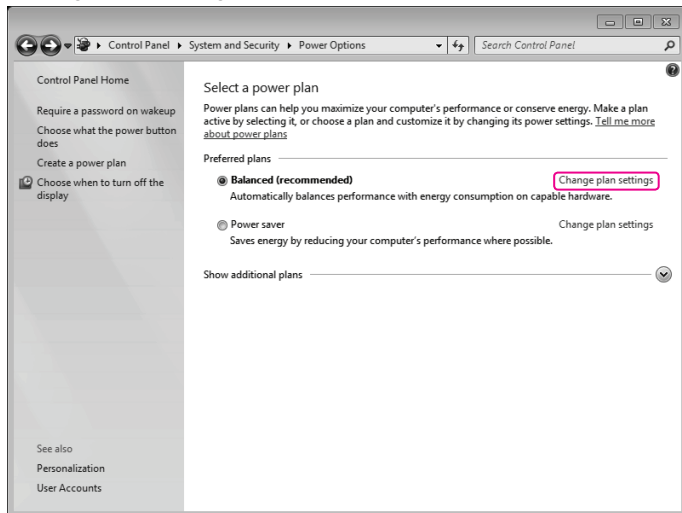 Control Panel ▸ System and Security ▸ Power Options
Search Control Panel
Control Panel Home
Require a password on wakeup
Choose what the power button
does
Create a power plan
Choose when to turn off the
display
Select a power plan
Power plans can help you maximize your computer's performance or conserve energy. Make a plan
active by selecting it, or choose a plan and customize it by changing its power settings. Tell me more
about power plans
Preferred plans
Balanced (recommended)
Change plan settings
Automatically balances performance with energy consumption on capable hardware.
Power saver
Change plan settings
Saves energy by reducing your computer's performance where possible.
Show additional plans
See also
Personalization
User Accounts